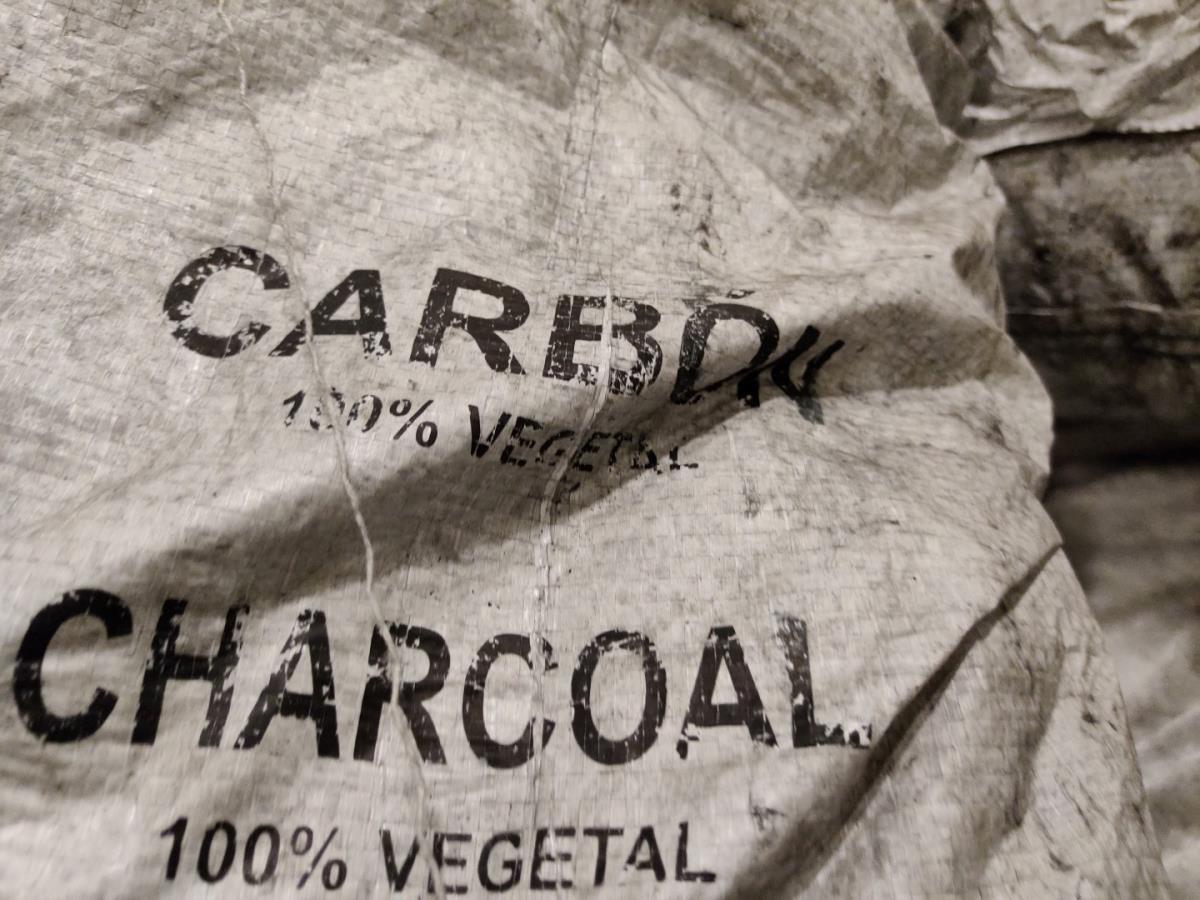 CARBÓN
100% VEGETAL
CHARCOAL
100% VEGETAL